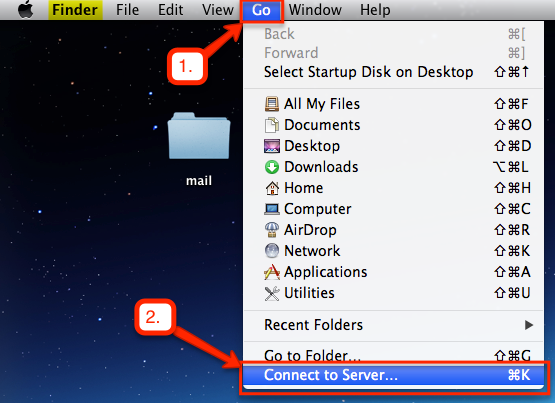 Finder File Edit View Go Window Help
1.
Back ⌘[
Forward ⌘]
Select Startup Disk on Desktop ⇧⌘↑
All My Files ⇧⌘F
Documents ⇧⌘O
Desktop ⇧⌘D
Downloads ⌥⌘L
Home ⇧⌘H
Computer ⇧⌘C
AirDrop ⇧⌘R
Network ⇧⌘K
Applications ⇧⌘A
Utilities ⇧⌘U
mail
Recent Folders
2.
Go to Folder... ⇧⌘G
Connect to Server... ⌘K